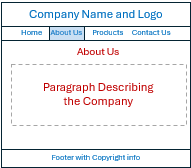 Company Name and Logo
Home About Us Products Contact Us
About Us
Paragraph Describing
the Company
Footer with Copyright info